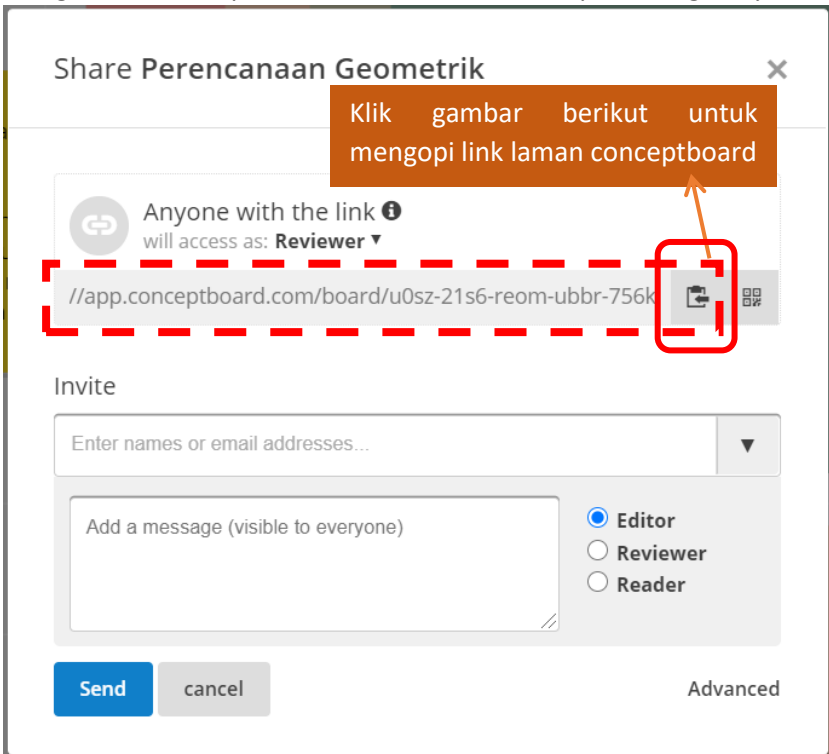 Share Perencanaan Geometrik
Klik gambar berikut untuk
mengopi link laman conceptboard
Anyone with the link
will access as: Reviewer
//app.conceptboard.com/board/u0sz-21s6-reom-ubbr-756k
Invite
Enter names or email addresses...
Add a message (visible to everyone)
Editor
Reviewer
Reader
Send
cancel
Advanced